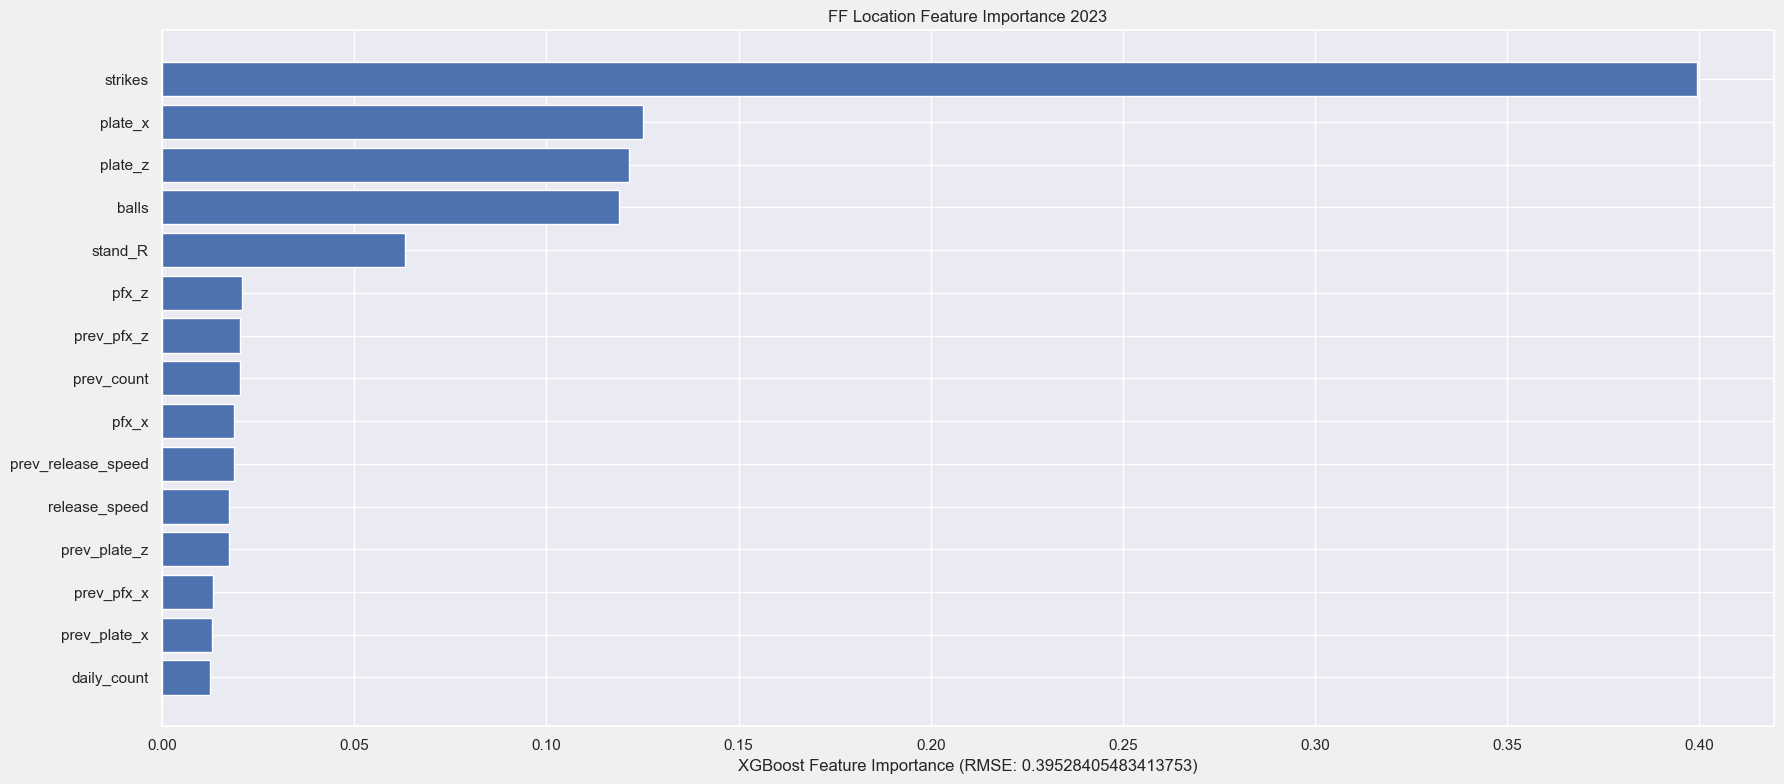 FF Location Feature Importance 2023
strikes
plate_x
plate_z
balls
stand_R
pfx_z
prev_pfx_z
prev_count
pfx_x
prev_release_speed
release_speed
prev_plate_z
prev_pfx_x
prev_plate_x
daily_count
0.00 0.05 0.10 0.15 0.20 0.25 0.30 0.35 0.40
XGBoost Feature Importance (RMSE: 0.39528405483413753)